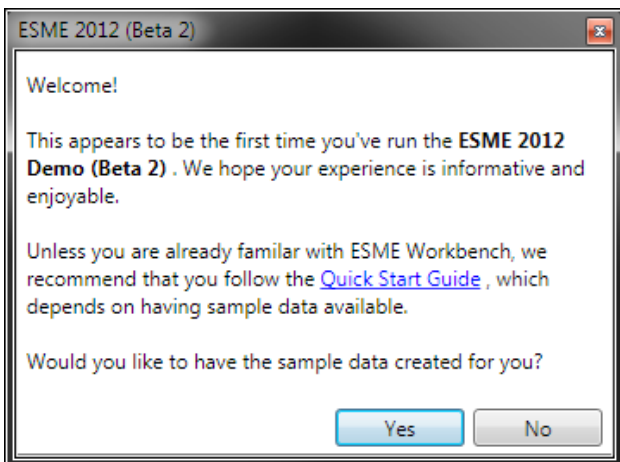 ESME 2012 (Beta 2)
Welcome!
This appears to be the first time you've run the ESME 2012
Demo (Beta 2) . We hope your experience is informative and
enjoyable.
Unless you are already familar with ESME Workbench, we
recommend that you follow the Quick Start Guide , which
depends on having sample data available.
Would you like to have the sample data created for you?
Yes No